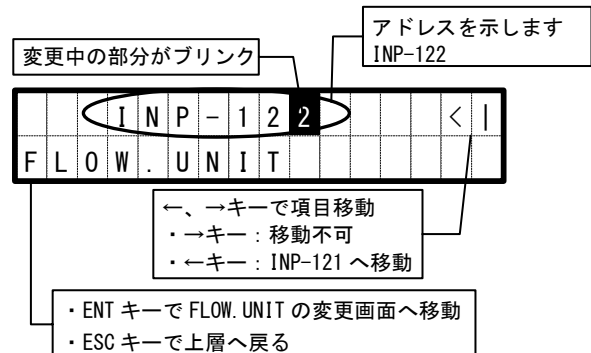 アドレスを示します
INP-122
変更中の部分がブリンク
INP-122 <|
FLOW.UNIT
←、→キーで項目移動
・→キー：移動不可
・←キー：INP-121へ移動
・ENTキーでFLOW.UNITの変更画面へ移動
・ESCキーで上層へ戻る